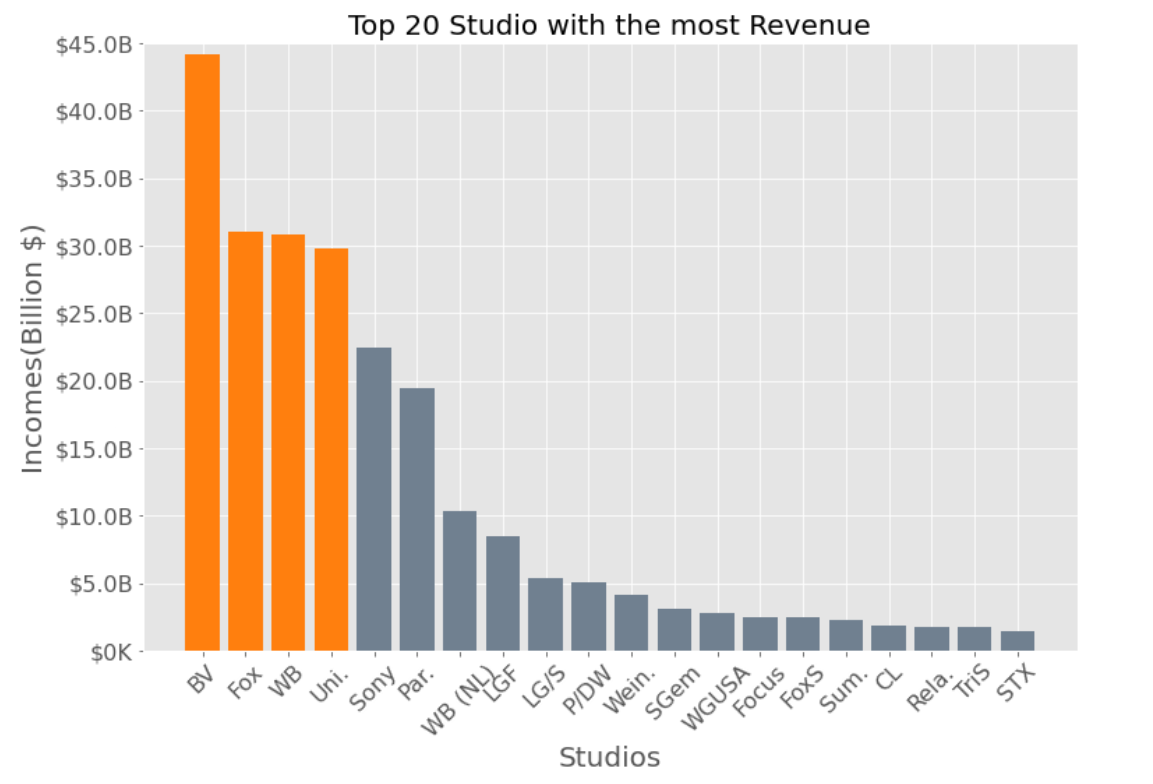 Top 20 Studio with the most Revenue
Incomes(Billion $)
$45.0B
$40.0B
$35.0B
$30.0B
$25.0B
$20.0B
$15.0B
$10.0B
$5.0B
$0K
BV
Fox
WB
Uni.
Sony
Par.
WB (NL)
LGF
LG/S
P/DW
Wein.
SGem
WGUSA
Focus
FoxS
Sum.
CL
Rela.
TriS
STX
Studios